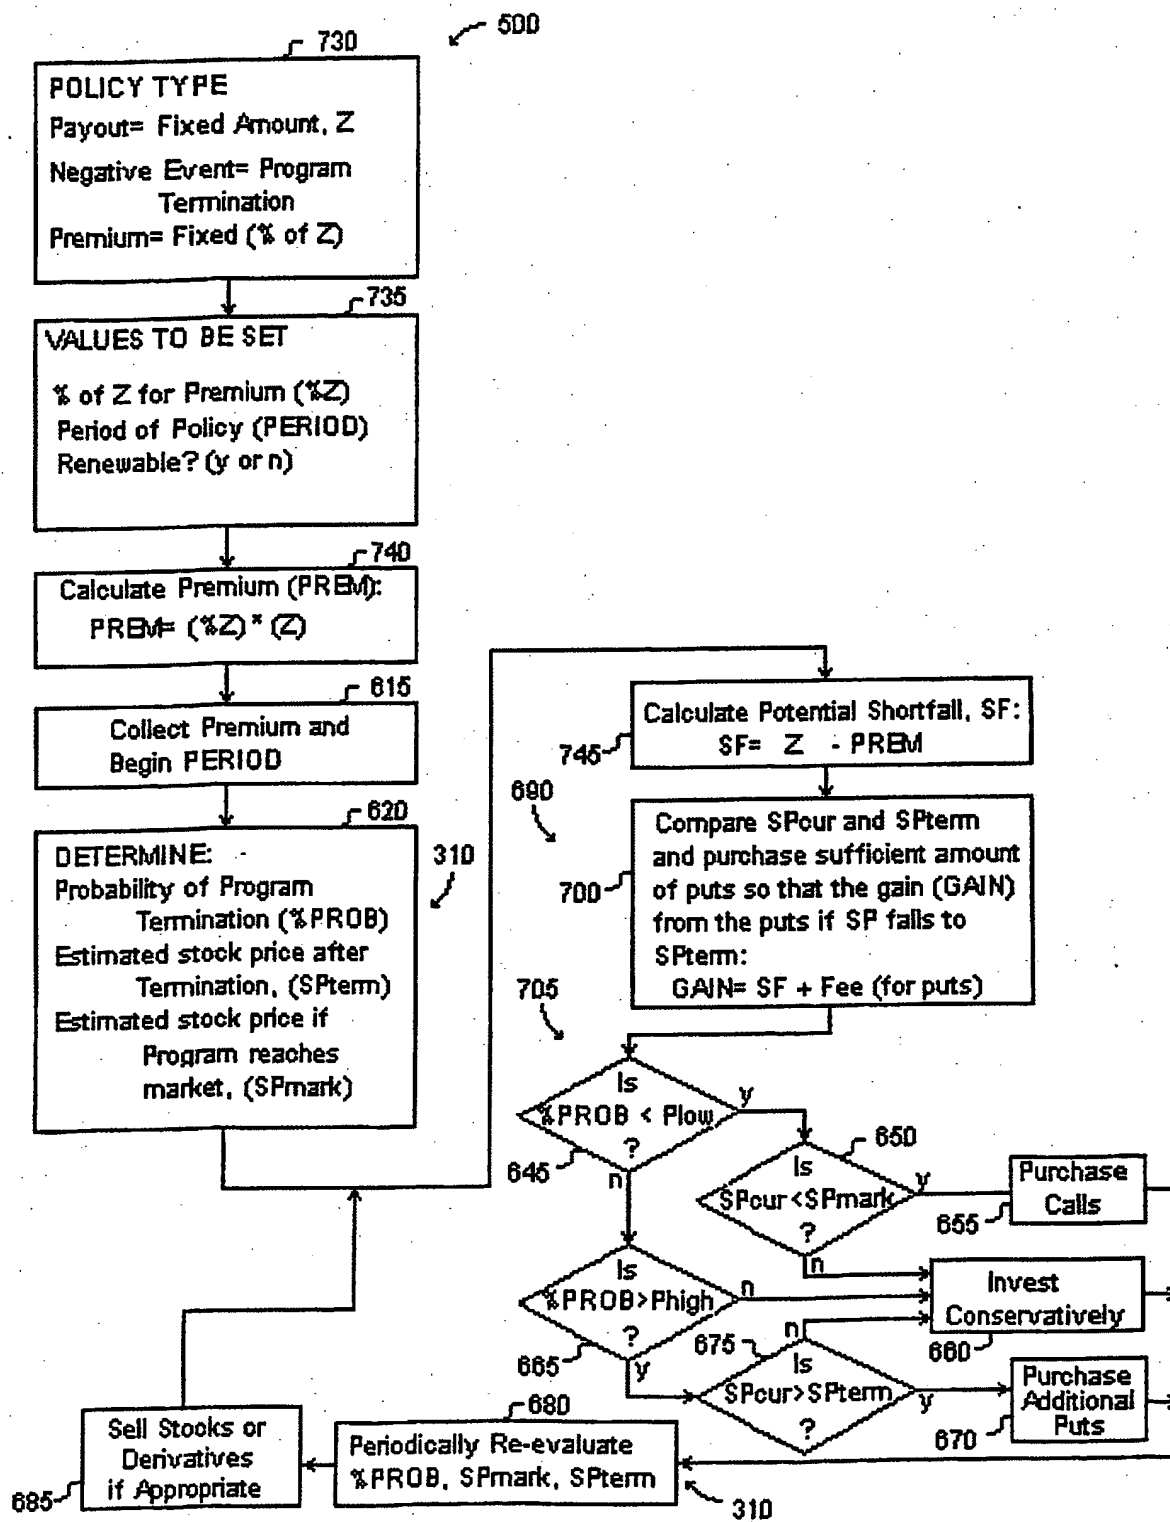 500
730
POLICY TYPE
Payout= Fixed Amount, Z
Negative Event= Program
Termination
Premium= Fixed (% of Z)
735
VALUES TO BE SET
% of Z for Premium (%Z)
Period of Policy (PERIOD)
Renewable? (y or n)
740
Calculate Premium (PREM):
PREM= (%Z) * (Z)
615
Collect Premium and
Begin PERIOD
620
DETERMINE:
Probability of Program
Termination (%PROB)
Estimated stock price after
Termination, (SPterm)
Estimated stock price if
Program reaches
market, (SPmark)
310
Calculate Potential Shortfall, SF:
SF= Z - PREM
745
690
Compare SPcur and SPterm
and purchase sufficient amount
of puts so that the gain (GAIN)
from the puts if SP falls to
SPterm:
GAIN= SF + Fee (for puts)
700
705
Is
%PROB < Plow
?
y
n
645
650
Is
SPcur<SPmark
?
y
n
Purchase
Calls
655
Is
%PROB>Phigh
?
n
y
665
Invest
Conservatively
660
675
n
Is
SPcur>SPterm
?
y
Purchase
Additional
Puts
670
680
Periodically Re-evaluate
%PROB, SPmark, SPterm
310
Sell Stocks or
Derivatives
if Appropriate
685